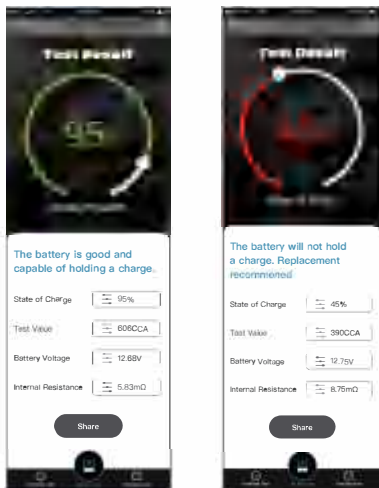 Test Result
95
The battery is good and
capable of holding a charge.
State of Charge 95%
Test Value 606CCA
Battery Voltage 12.68V
Internal Resistance 5.83mΩ
Share
Test Result
The battery will not hold
a charge. Replacement
recommened
State of Charge 45%
Test Value 390CCA
Battery Voltage 12.75V
Internal Resistance 8.75mΩ
Share